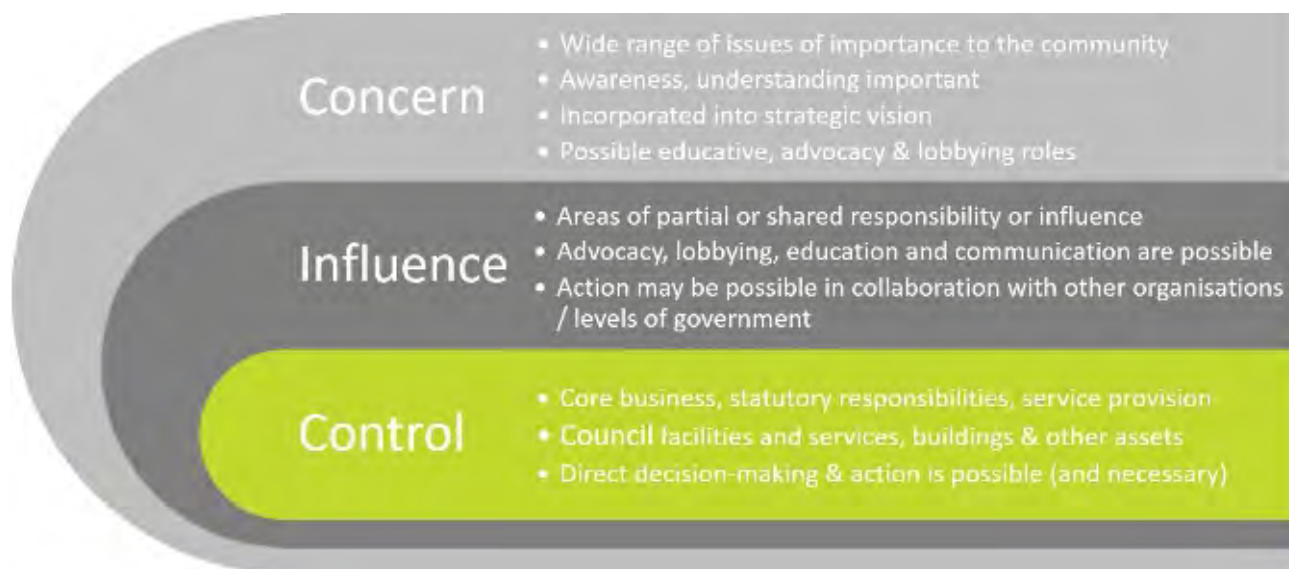 Concern
• Wide range of issues of importance to the community
• Awareness, understanding important
• Incorporated into strategic vision
• Possible educative, advocacy & lobbying roles
Influence
• Areas of partial or shared responsibility or influence
• Advocacy, lobbying, education and communication are possible
• Action may be possible in collaboration with other organisations
/ levels of government
Control
• Core business, statutory responsibilities, service provision
• Council facilities and services, buildings & other assets
• Direct decision-making & action is possible (and necessary)